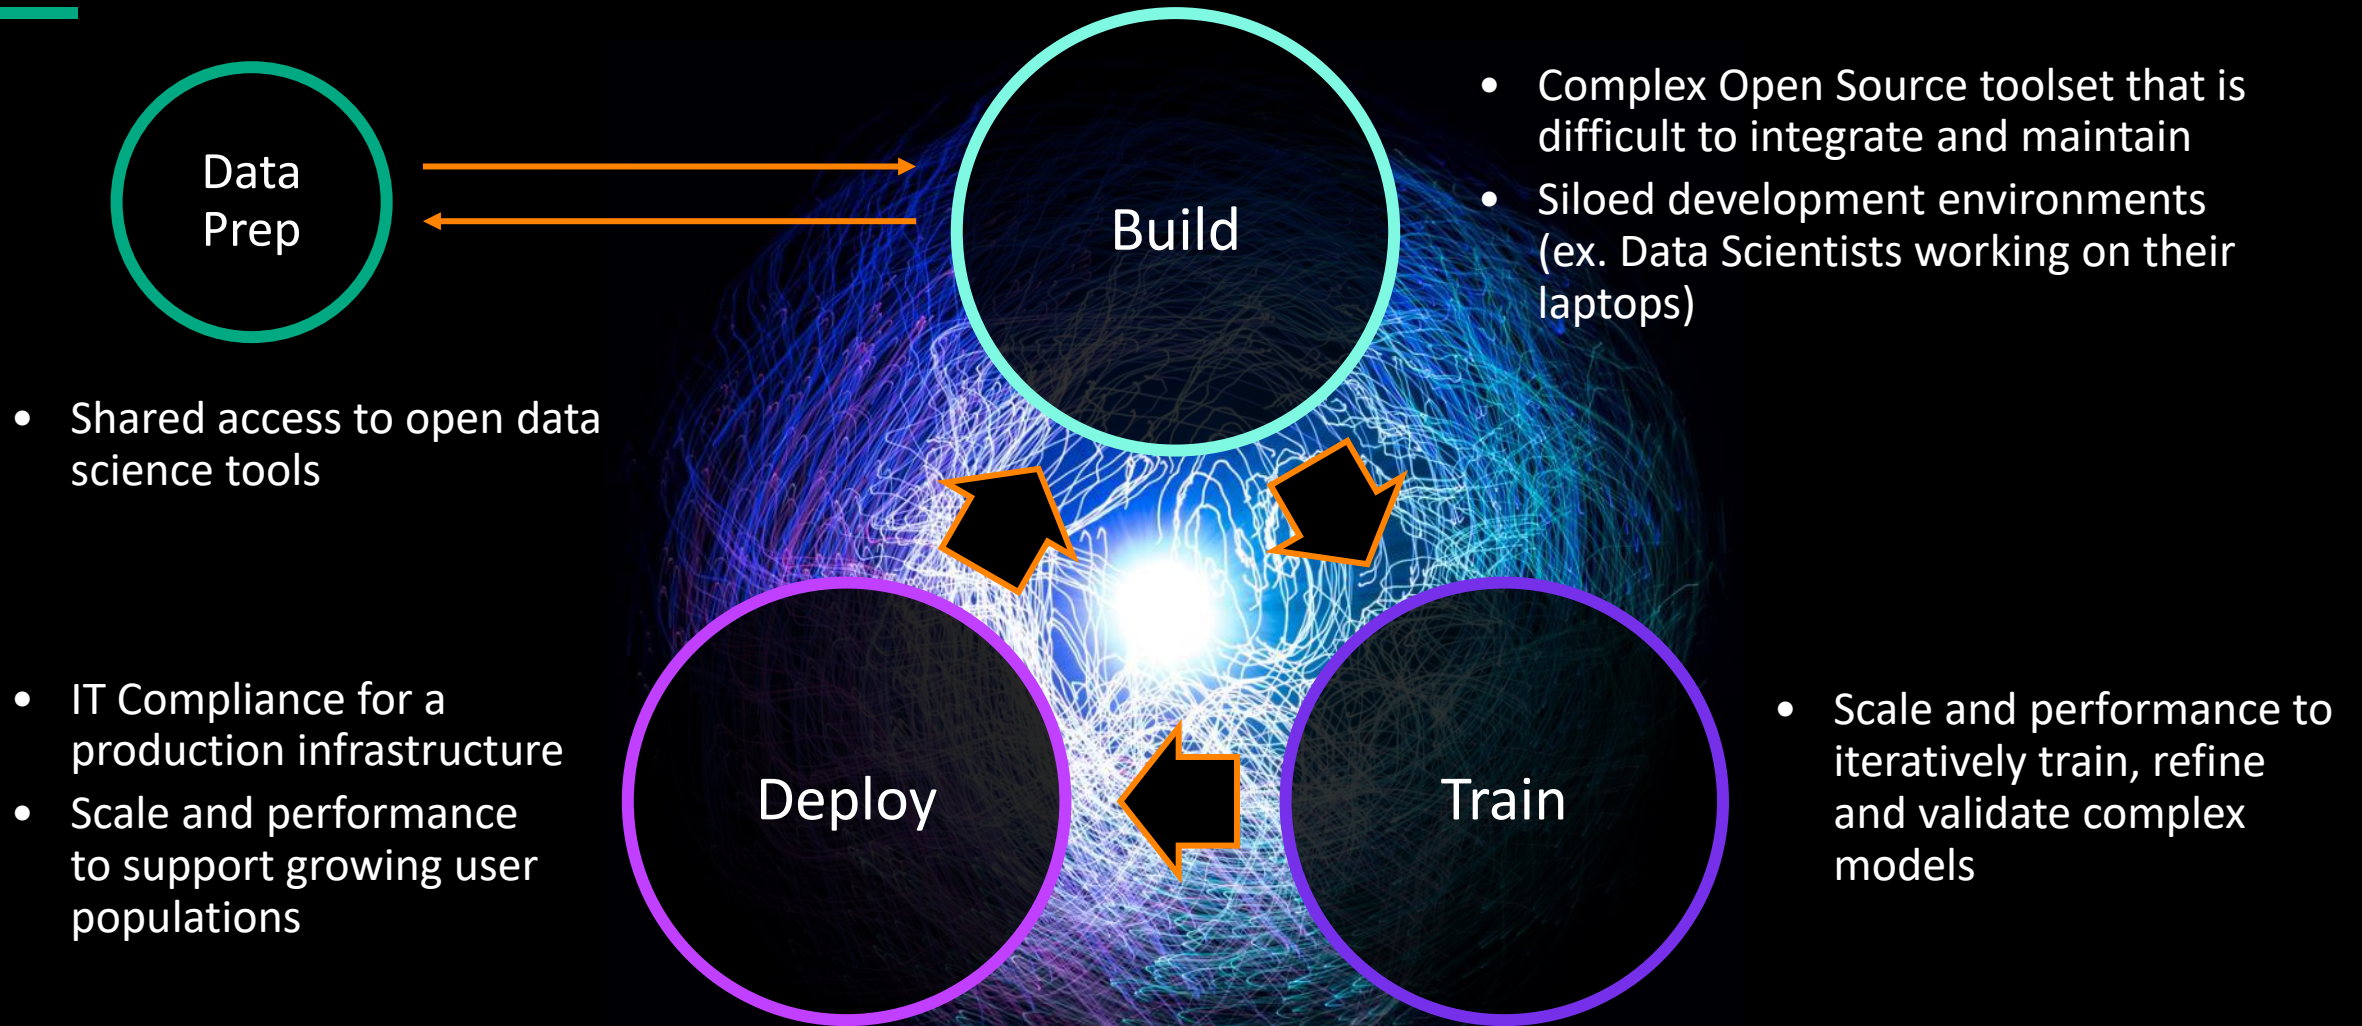 Data
Prep
• Shared access to open data
science tools
Build
• Complex Open Source toolset that is
difficult to integrate and maintain
• Siloed development environments
(ex. Data Scientists working on their
laptops)
• IT Compliance for a
production infrastructure
• Scale and performance
to support growing user
populations
Deploy
Train
• Scale and performance to
iteratively train, refine
and validate complex
models